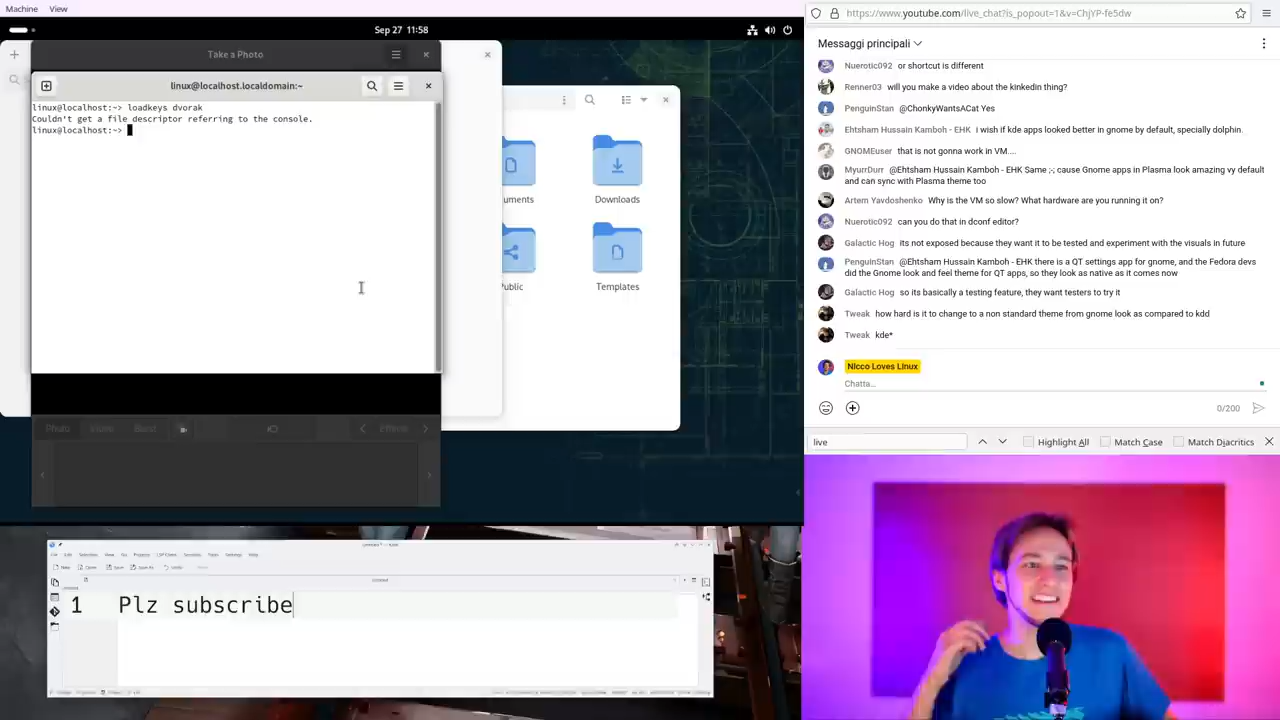 Machine View
Sep 27 11:58
Take a Photo
linux@localhost.localdomain:~
linux@localhost:~> loadkeys dvorak
Couldn't get a file descriptor referring to the console.
linux@localhost:~>
uments
Downloads
Public
Templates
Photo Video Burst Effects
https://www.youtube.com/live_chat?is_popout=1&v=ChjYP-fe5dw
Messaggi principali
Nuerotic092 or shortcut is different
Renner03 will you make a video about the kinkedin thing?
PenguinStan @ChonkyWantsACat Yes
Ehtsham Hussain Kamboh - EHK i wish if kde apps looked better in gnome by default, specially dolphin.
GNOMEuser that is not gonna work in VM....
MyurrDurr @Ehtsham Hussain Kamboh - EHK Same ;-; cause Gnome apps in Plasma look amazing vy default
and can sync with Plasma theme too
Artem Yavdoshenko Why is the VM so slow? What hardware are you running it on?
Nuerotic092 can you do that in dconf editor?
Galactic Hog its not exposed because they want it to be tested and experiment with the visuals in future
PenguinStan @Ehtsham Hussain Kamboh - EHK there is a QT settings app for gnome, and the Fedora devs
did the Gnome look and feel theme for QT apps, so they look as native as it comes now
Galactic Hog so its basically a testing feature, they want testers to try it
Tweak how hard is it to change to a non standard theme from gnome look as compared to kdd
Tweak kde*
Nicco Loves Linux
Chatta...
0/200
live
Highlight All Match Case Match Diacritics
1 Plz subscribe